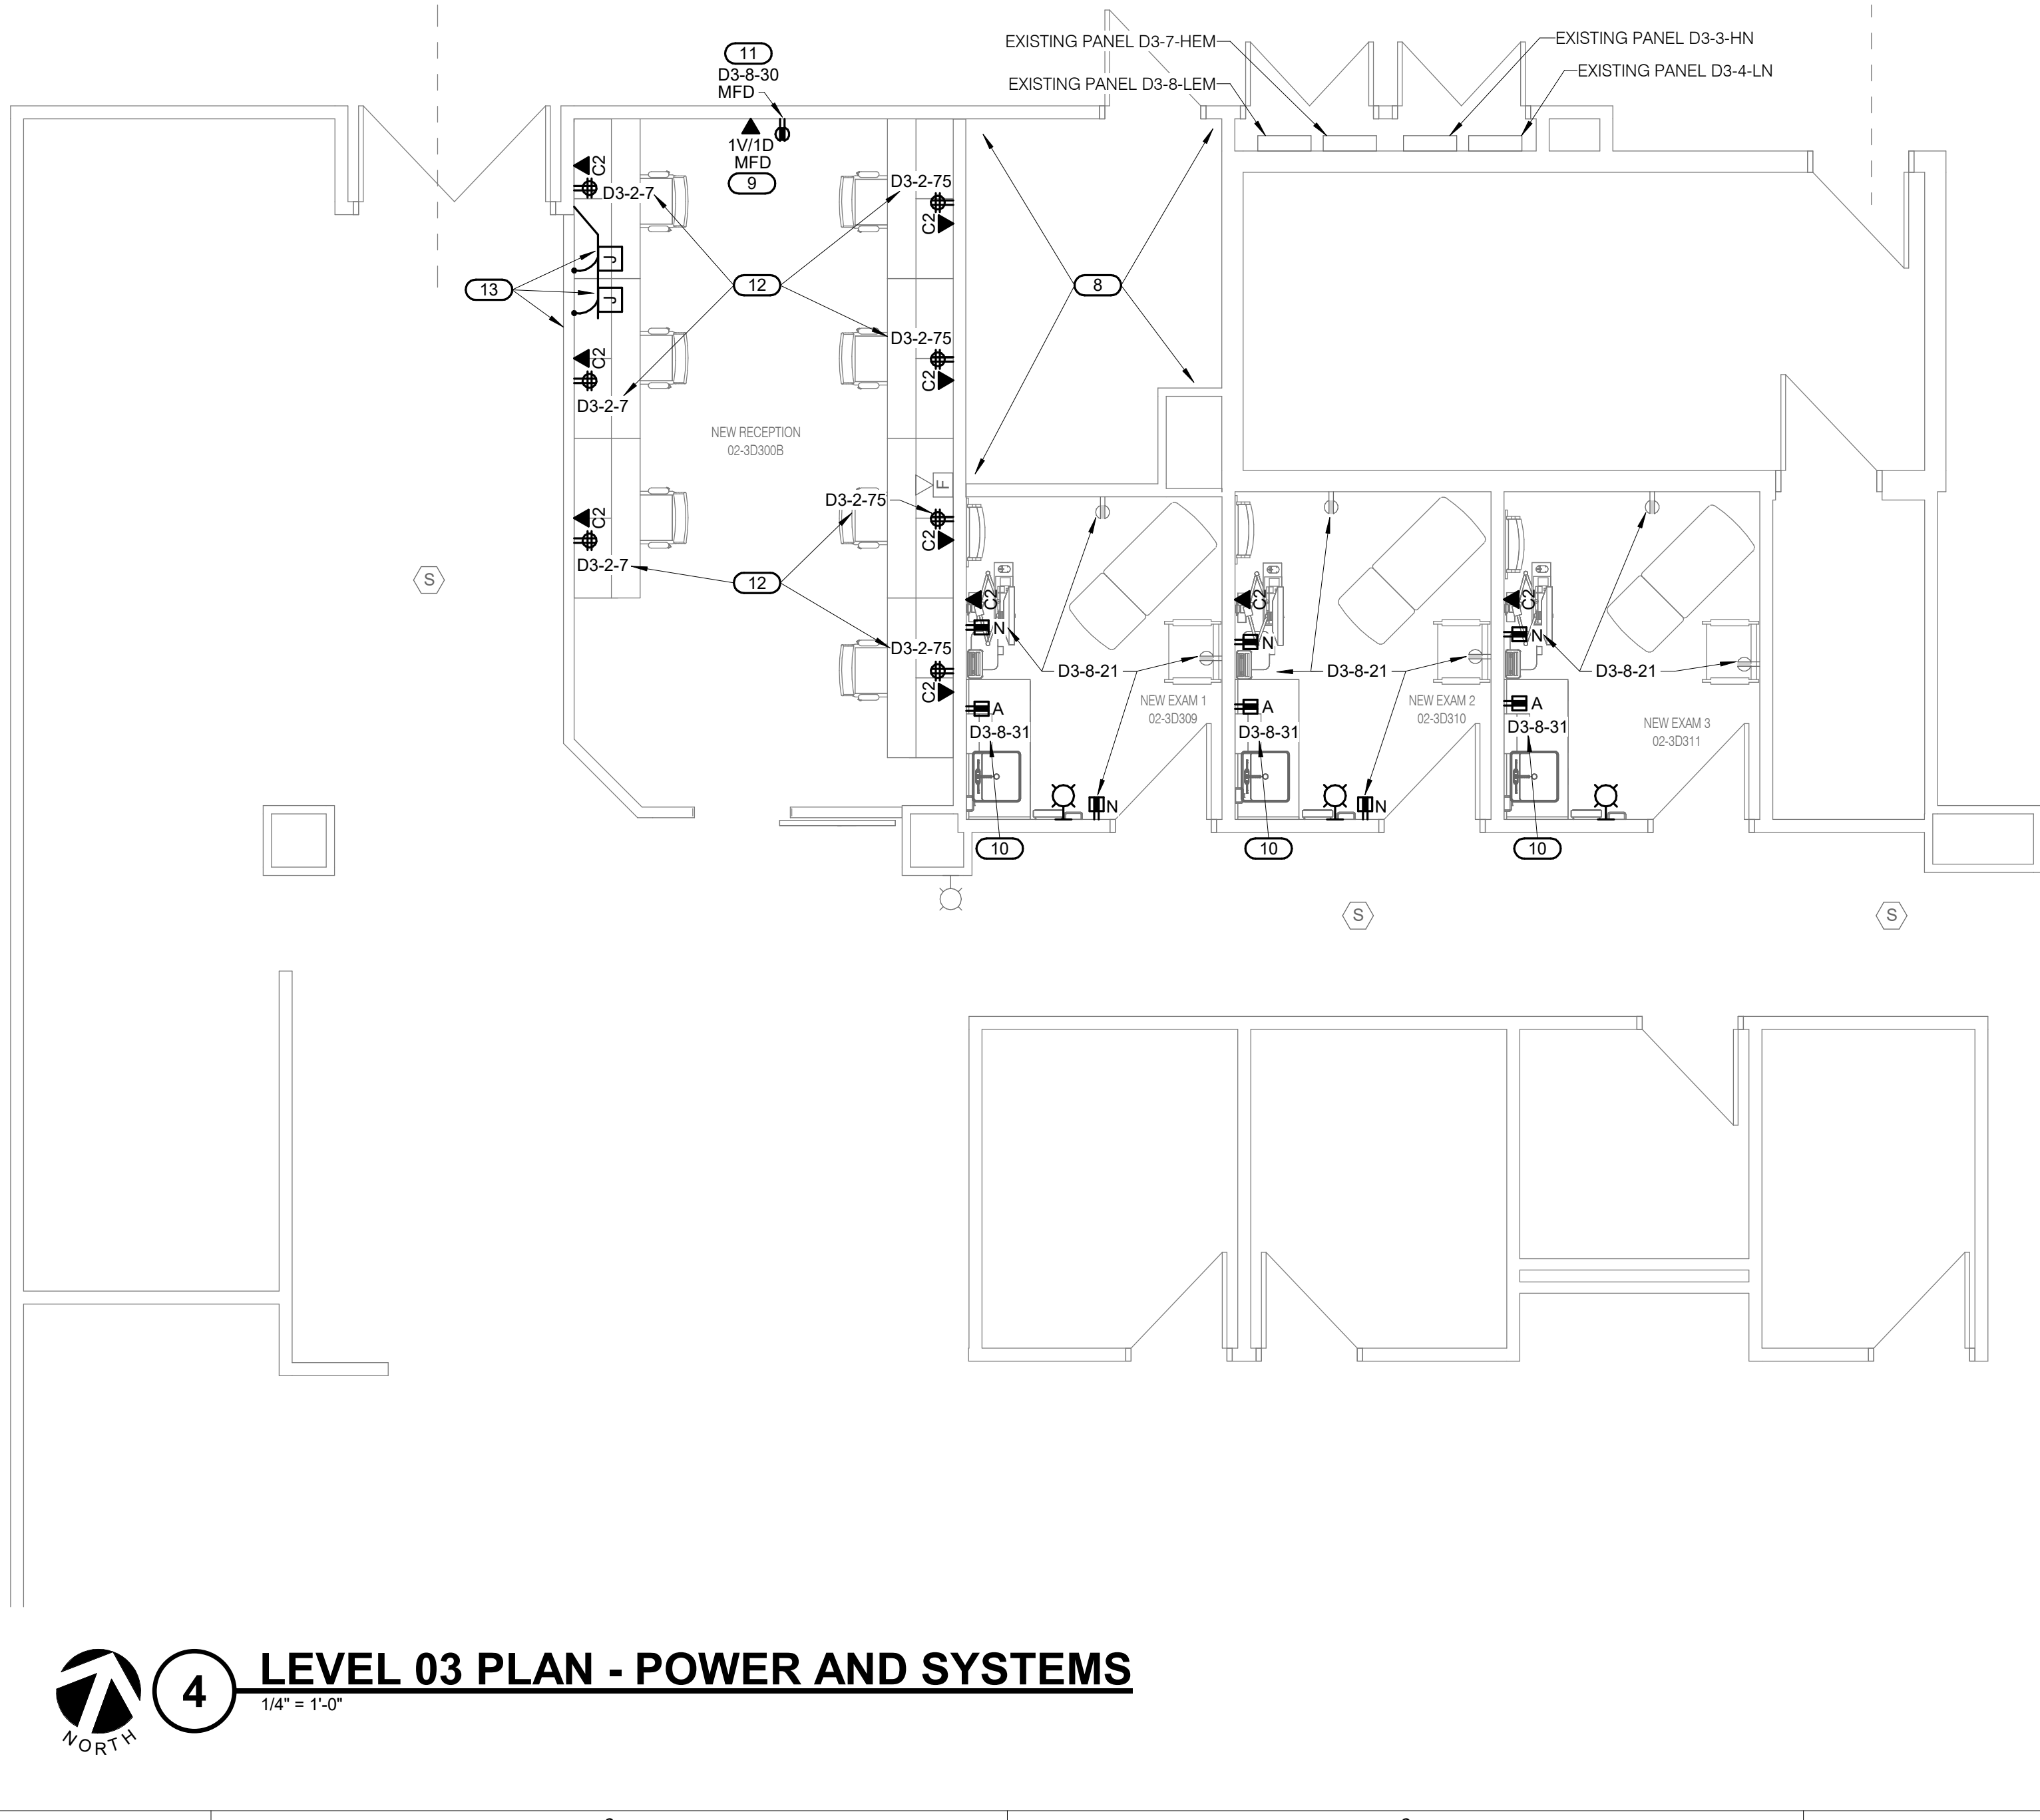 EXISTING PANEL D3-7-HEM
EXISTING PANEL D3-3-HN
EXISTING PANEL D3-8-LEM
EXISTING PANEL D3-4-LN
11
D3-8-30
MFD
1V/1D
MFD
9
C2
D3-2-7
D3-2-75
C2
J
J
13
12
8
C2
D3-2-7
D3-2-75
C2
NEW RECEPTION
02-3D300B
F
C2
D3-2-7
D3-2-75
C2
12
D3-2-75
C2
S
C2
N
D3-8-21
C2
N
D3-8-21
C2
N
D3-8-21
NEW EXAM 1
02-3D309
NEW EXAM 2
02-3D310
NEW EXAM 3
02-3D311
A
D3-8-31
A
D3-8-31
A
D3-8-31
N
N
10
10
10
S
S
4
LEVEL 03 PLAN - POWER AND SYSTEMS
1/4" = 1'-0"
NORTH